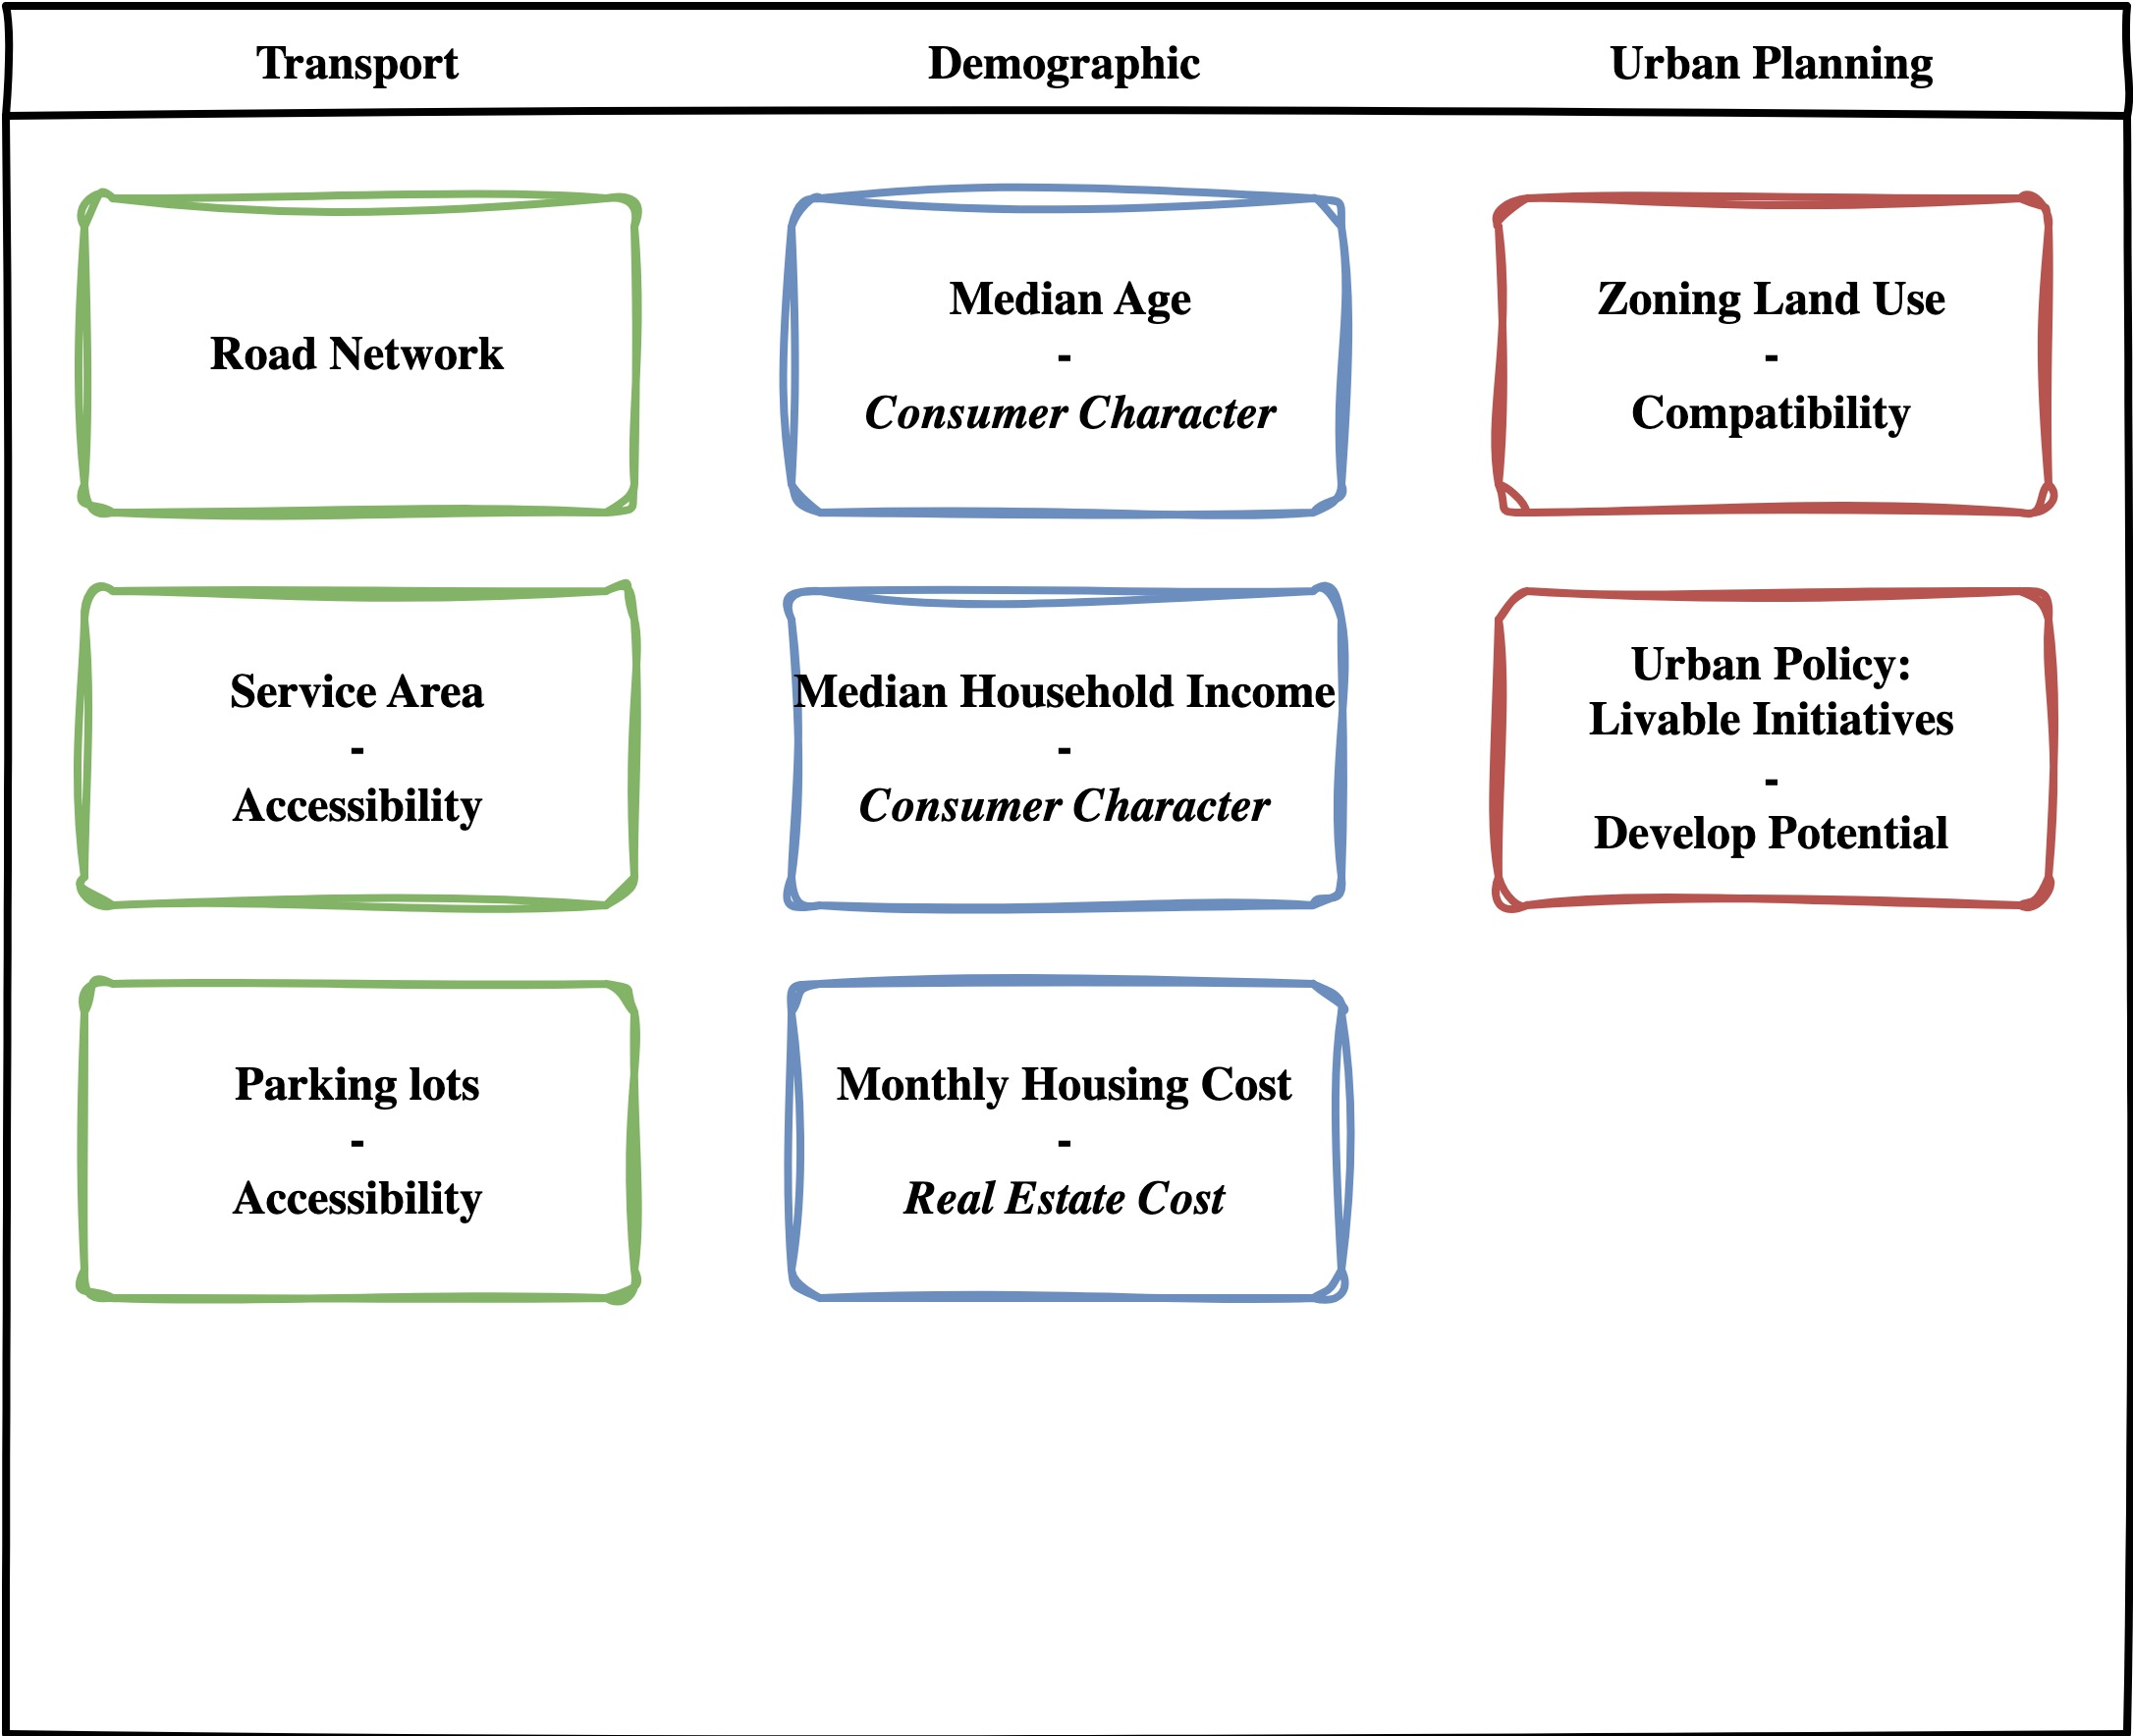 Transport
Demographic
Urban Planning
Road Network
Median Age
-
Consumer Character
Zoning Land Use
-
Compatibility
Service Area
-
Accessibility
Median Household Income
-
Consumer Character
Urban Policy:
Livable Initiatives
-
Develop Potential
Parking lots
-
Accessibility
Monthly Housing Cost
-
Real Estate Cost